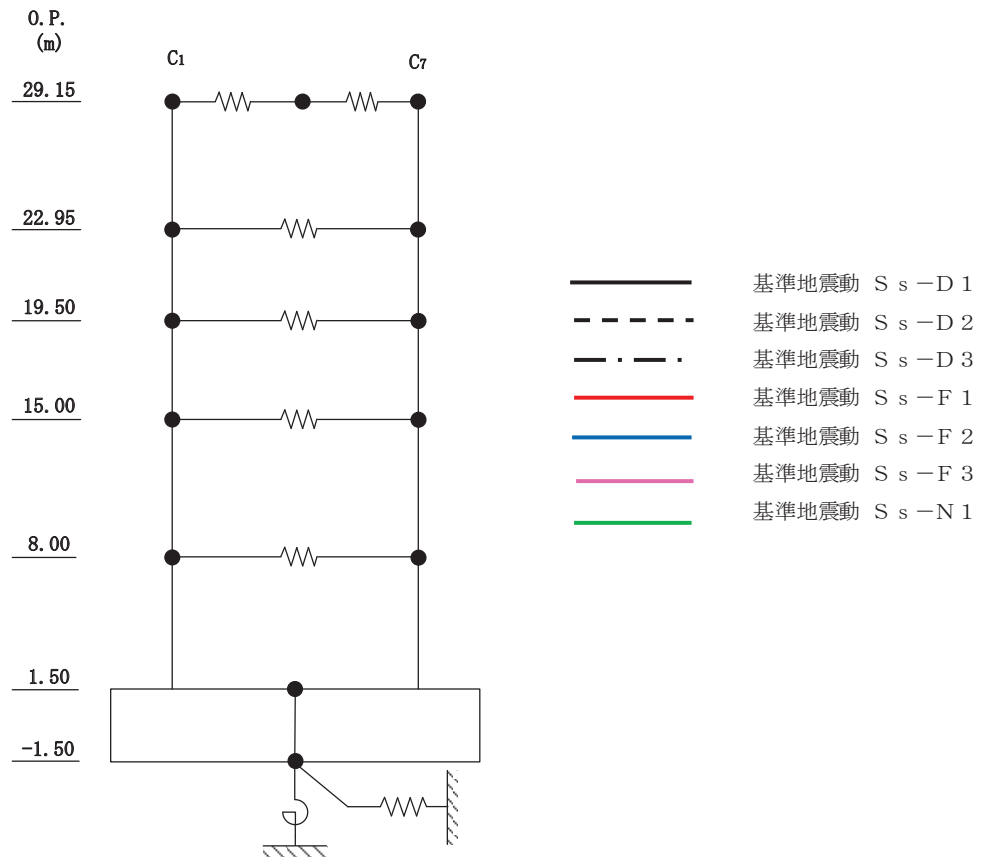 O.P.
(m)
C1
C7
29.15
22.95
19.50
15.00
8.00
1.50
-1.50
基準地震動 Ｓｓ－Ｄ１
基準地震動 Ｓｓ－Ｄ２
基準地震動 Ｓｓ－Ｄ３
基準地震動 Ｓｓ－Ｆ１
基準地震動 Ｓｓ－Ｆ２
基準地震動 Ｓｓ－Ｆ３
基準地震動 Ｓｓ－Ｎ１